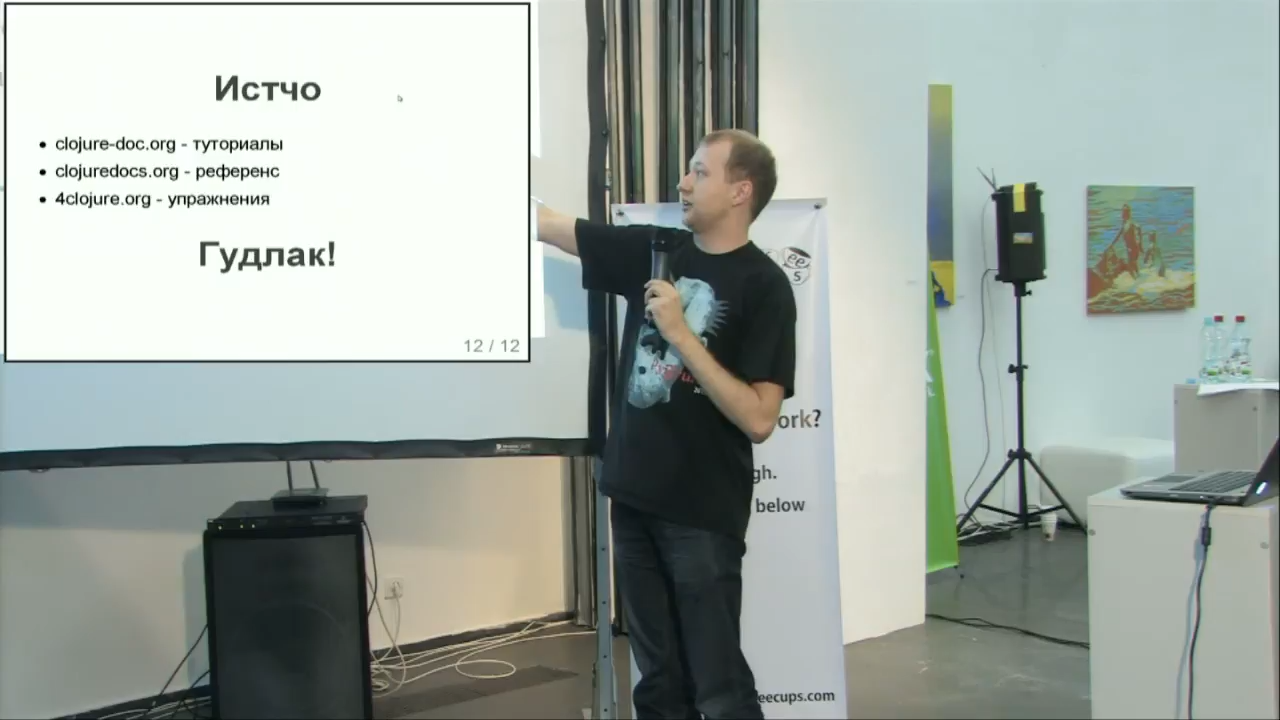 Истчо
clojure-doc.org - туториалы
clojuredocs.org - референс
4clojure.org - упражнения
Гудлак!
12 / 12
ee
s
ork?
gh.
below
eecups.com